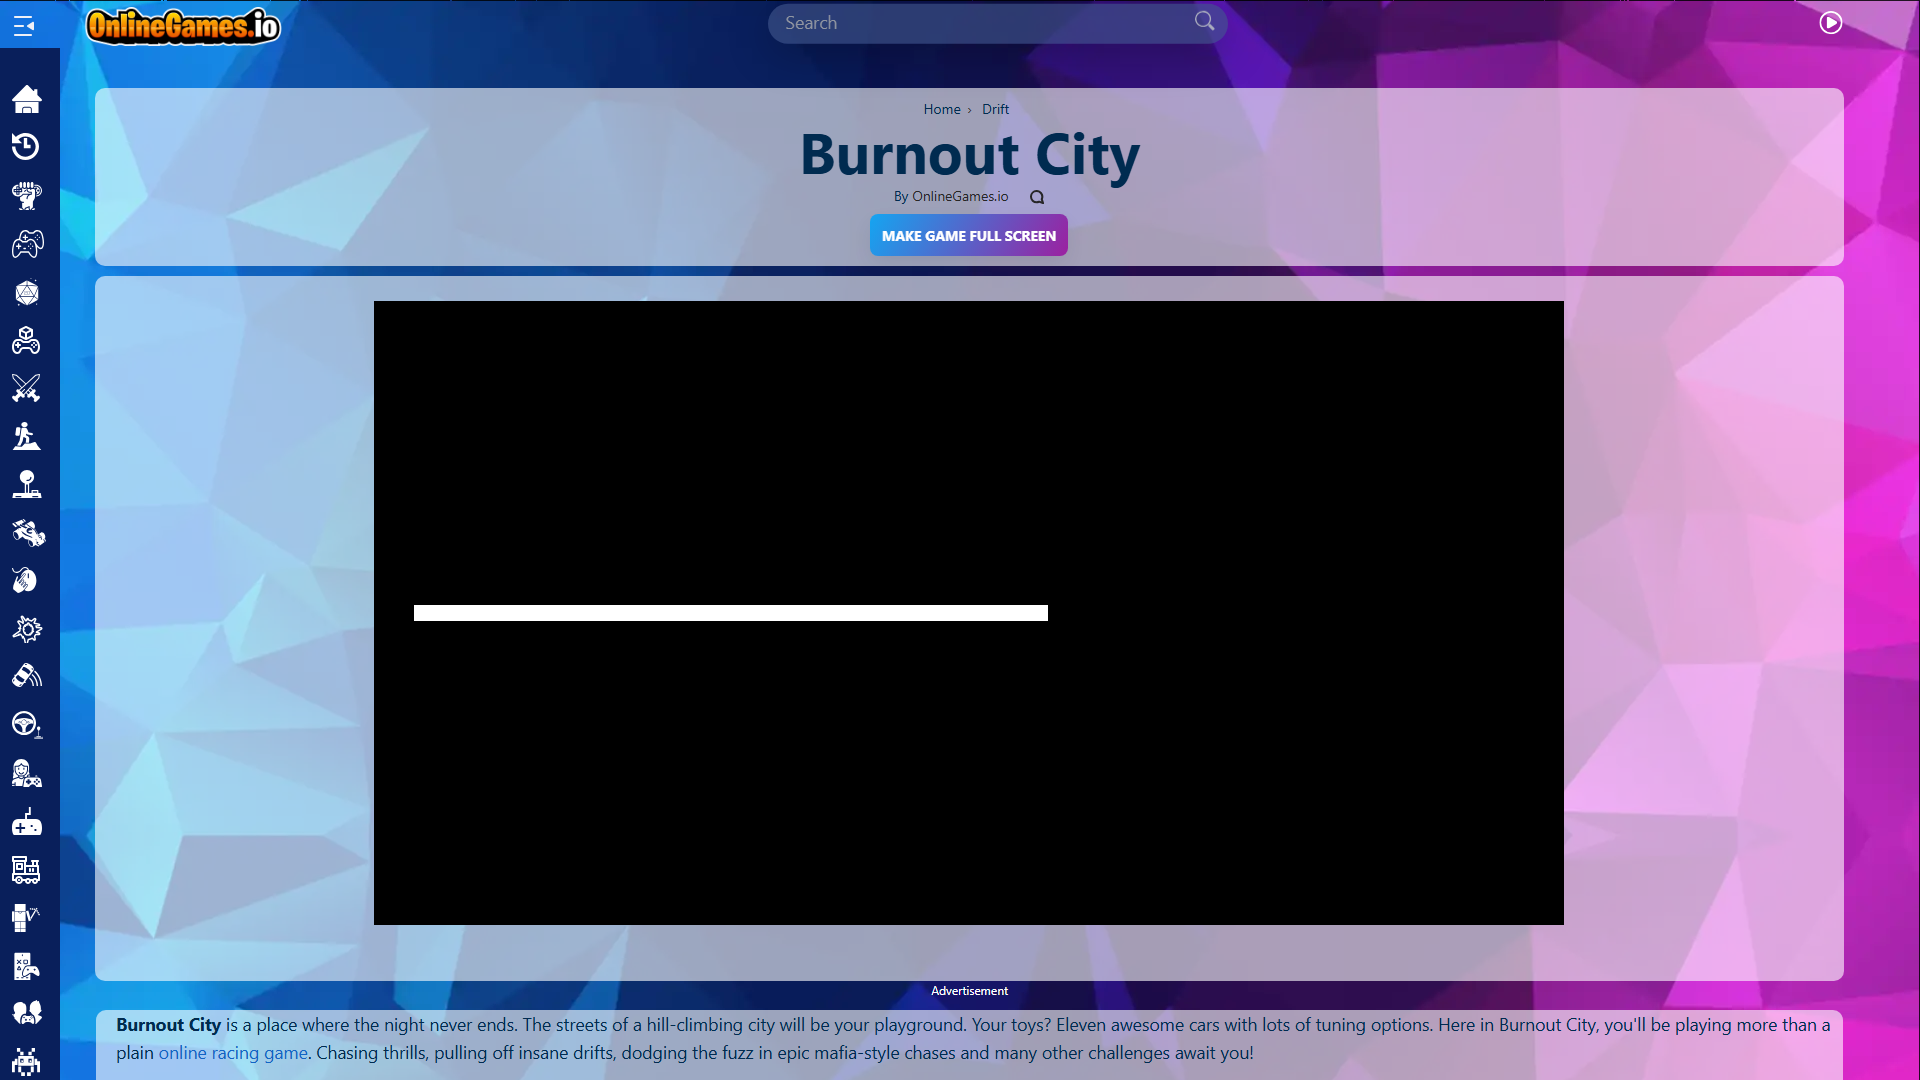 OnlineGames.io
Search
Home › Drift
Burnout City
By OnlineGames.io
MAKE GAME FULL SCREEN
Advertisement
Burnout City is a place where the night never ends. The streets of a hill-climbing city will be your playground. Your toys? Eleven awesome cars with lots of tuning options. Here in Burnout City, you'll be playing more than a
plain online racing game. Chasing thrills, pulling off insane drifts, dodging the fuzz in epic mafia-style chases and many other challenges await you!